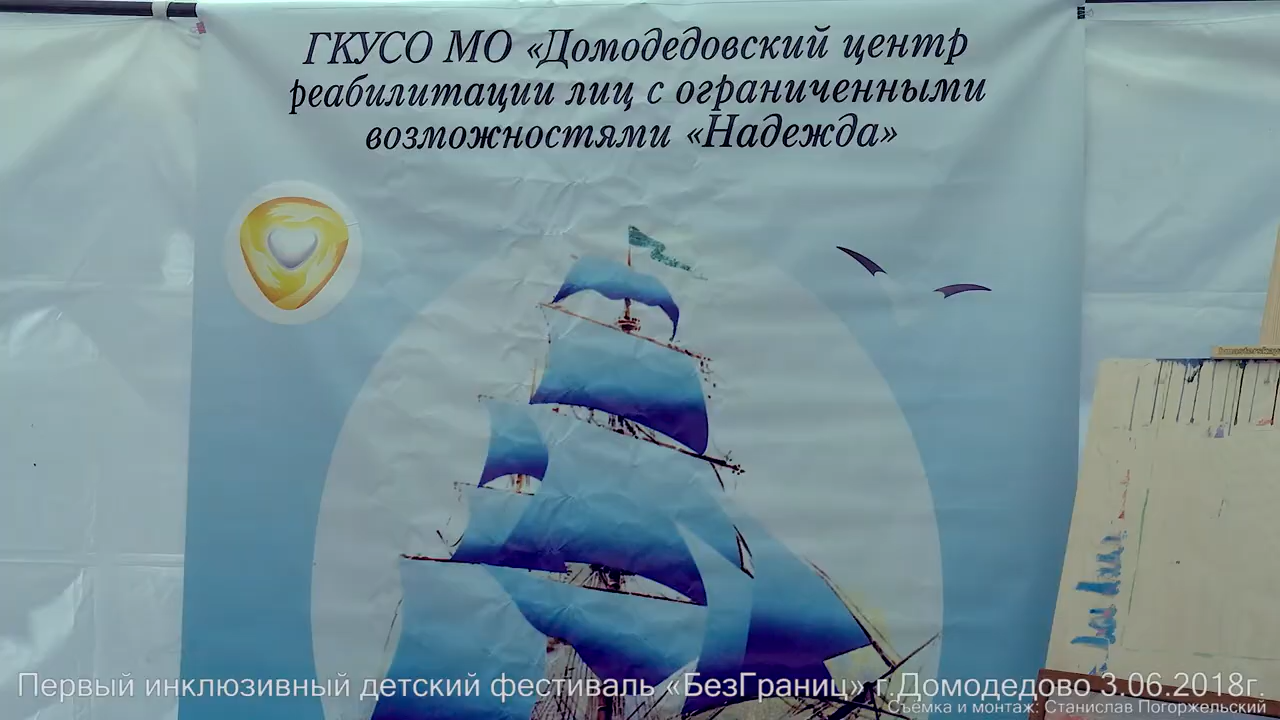 ГКУСО МО «Домодедовский центр
реабилитации лиц с ограниченными
возможностями «Надежда»
Первый инклюзивный детский фестиваль «БезГраниц» г.Домодедово 3.06.2018г.
Съёмка и монтаж: Станислав Погоржельский